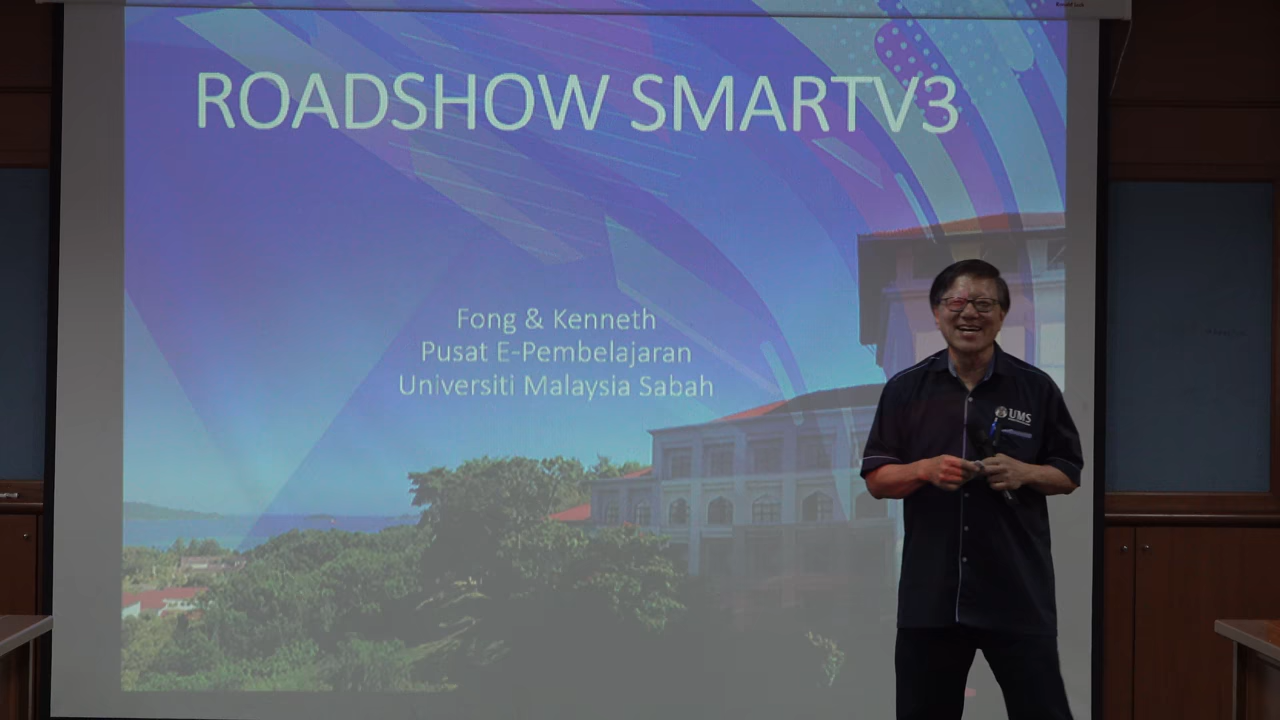 ROADSHOW SMARTV3
Fong & Kenneth
Pusat E-Pembelajaran
Universiti Malaysia Sabah
UMS